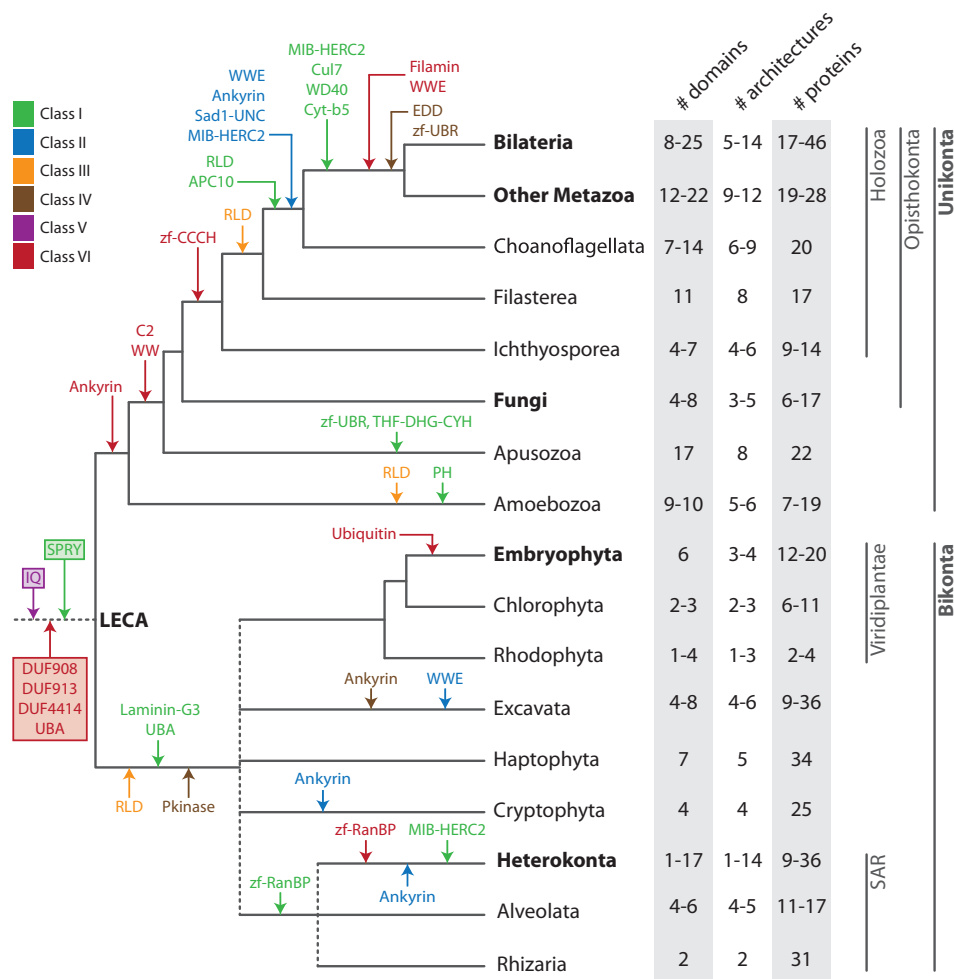 # domains
# architectures
# proteins
Class I
Class II
Class III
Class IV
Class V
Class VI
MIB-HERC2
Cul7
WD40
Cyt-b5
WWE
Ankyrin
Sad1-UNC
MIB-HERC2
Filamin
WWE
EDD
zf-UBR
RLD
APC10
RLD
zf-CCCH
C2
WW
Ankyrin
zf-UBR, THF-DHG-CYH
RLD
PH
Ubiquitin
SPRY
IQ
LECA
DUF908
DUF913
DUF4414
UBA
Laminin-G3
UBA
RLD
Pkinase
Ankyrin
WWE
Ankyrin
zf-RanBP
MIB-HERC2
Ankyrin
zf-RanBP
Bilateria 8-25 5-14 17-46
Other Metazoa 12-22 9-12 19-28
Choanoflagellata 7-14 6-9 20
Filasterea 11 8 17
Ichthyosporea 4-7 4-6 9-14
Fungi 4-8 3-5 6-17
Apusozoa 17 8 22
Amoebozoa 9-10 5-6 7-19
Embryophyta 6 3-4 12-20
Chlorophyta 2-3 2-3 6-11
Rhodophyta 1-4 1-3 2-4
Excavata 4-8 4-6 9-36
Haptophyta 7 5 34
Cryptophyta 4 4 25
Heterokonta 1-17 1-14 9-36
Alveolata 4-6 4-5 11-17
Rhizaria 2 2 31
Holozoa
Opisthokonta
Unikonta
Viridiplantae
Bikonta
SAR